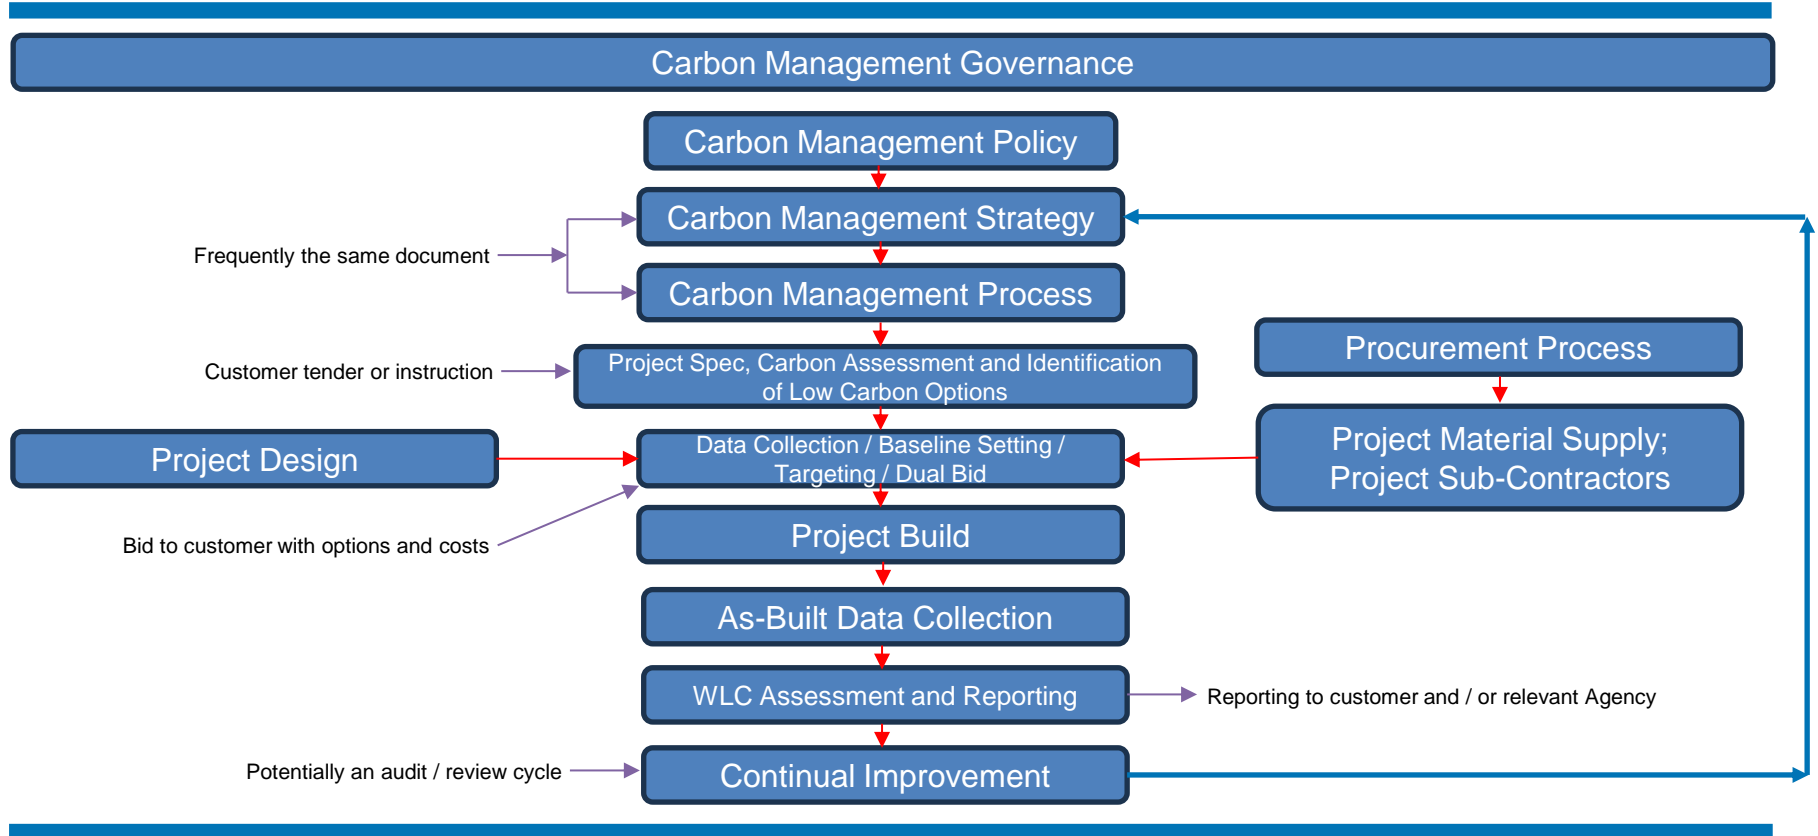 Carbon Management Governance
Carbon Management Policy
Carbon Management Strategy
Frequently the same document
Carbon Management Process
Procurement Process
Customer tender or instruction
Project Spec, Carbon Assessment and Identification
of Low Carbon Options
Project Design
Data Collection / Baseline Setting /
Targeting / Dual Bid
Project Material Supply;
Project Sub-Contractors
Bid to customer with options and costs
Project Build
As-Built Data Collection
WLC Assessment and Reporting
Reporting to customer and / or relevant Agency
Potentially an audit / review cycle
Continual Improvement